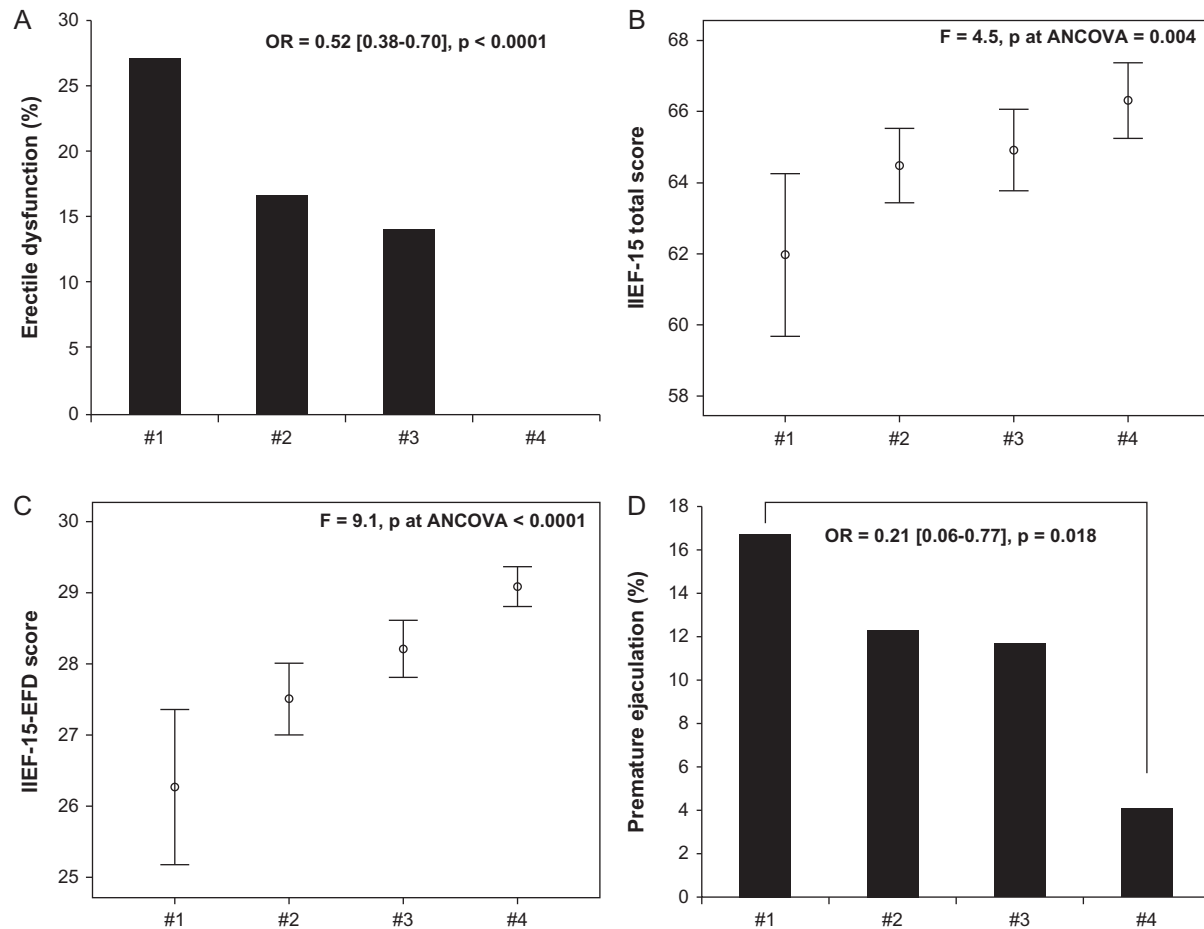 A
Erectile dysfunction (%)
30
25
20
15
10
5
0
OR = 0.52 [0.38-0.70], p < 0.0001
#1 #2 #3 #4
B
IIEF-15 total score
68
66
64
62
60
58
F = 4.5, p at ANCOVA = 0.004
#1 #2 #3 #4
C
IIEF-15-EFD score
30
29
28
27
26
25
F = 9.1, p at ANCOVA < 0.0001
#1 #2 #3 #4
D
Premature ejaculation (%)
18
16
14
12
10
8
6
4
2
0
OR = 0.21 [0.06-0.77], p = 0.018
#1 #2 #3 #4